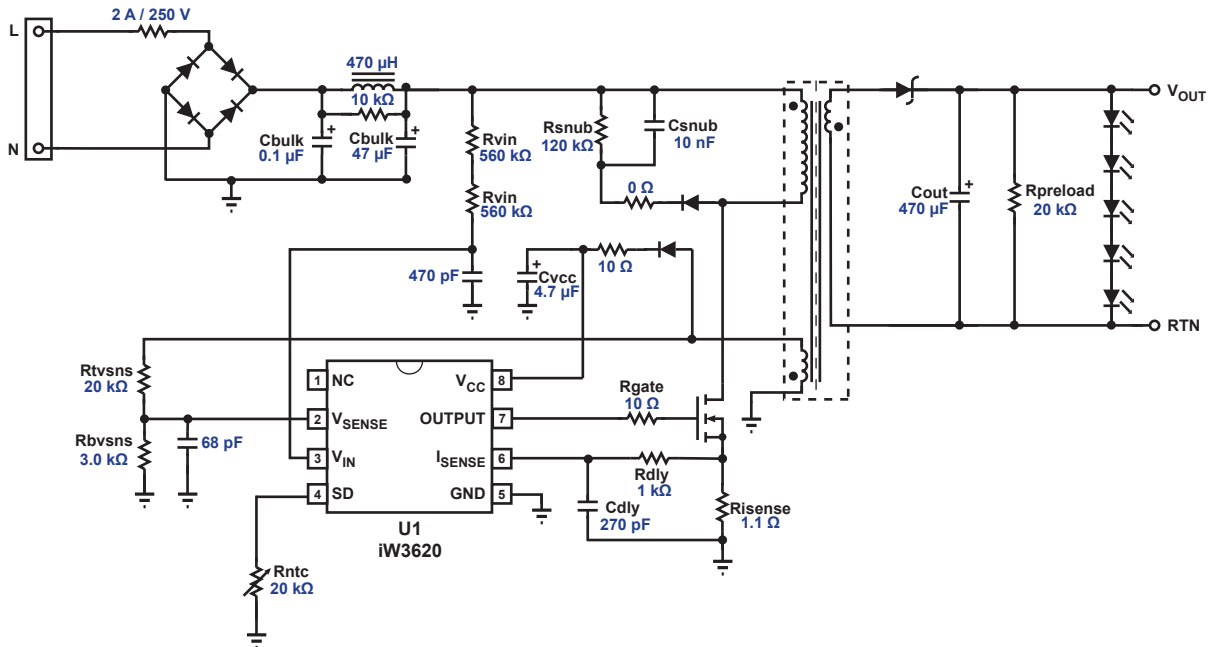 2 A / 250 V
L
N
470 µH
10 kΩ
Cbulk
0.1 µF
+
Cbulk
47 µF
+
Rvin
560 kΩ
Rvin
560 kΩ
470 pF
Rsnub
120 kΩ
Csnub
10 nF
0 Ω
10 Ω
+
Cvcc
4.7 µF
Cout
470 µF
+
Rpreload
20 kΩ
VOUT
RTN
Rtvsns
20 kΩ
Rbvsns
3.0 kΩ
68 pF
1
NC
2
VSENSE
3
VIN
4
SD
VCC
8
OUTPUT
7
ISENSE
6
GND
5
U1
iW3620
Rgate
10 Ω
Rdly
1 kΩ
Cdly
270 pF
Risense
1.1 Ω
Rntc
20 kΩ